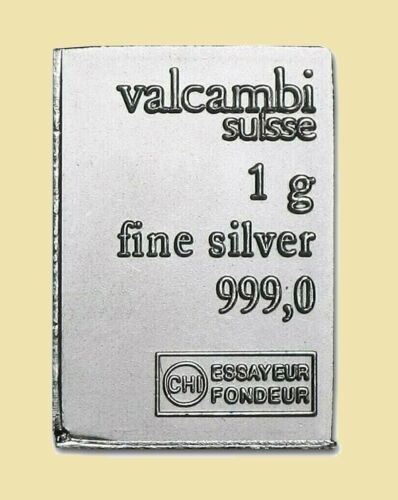 valcambi
suisse
1 g
fine silver
999,0
CHI ESSAYEUR
FONDEUR